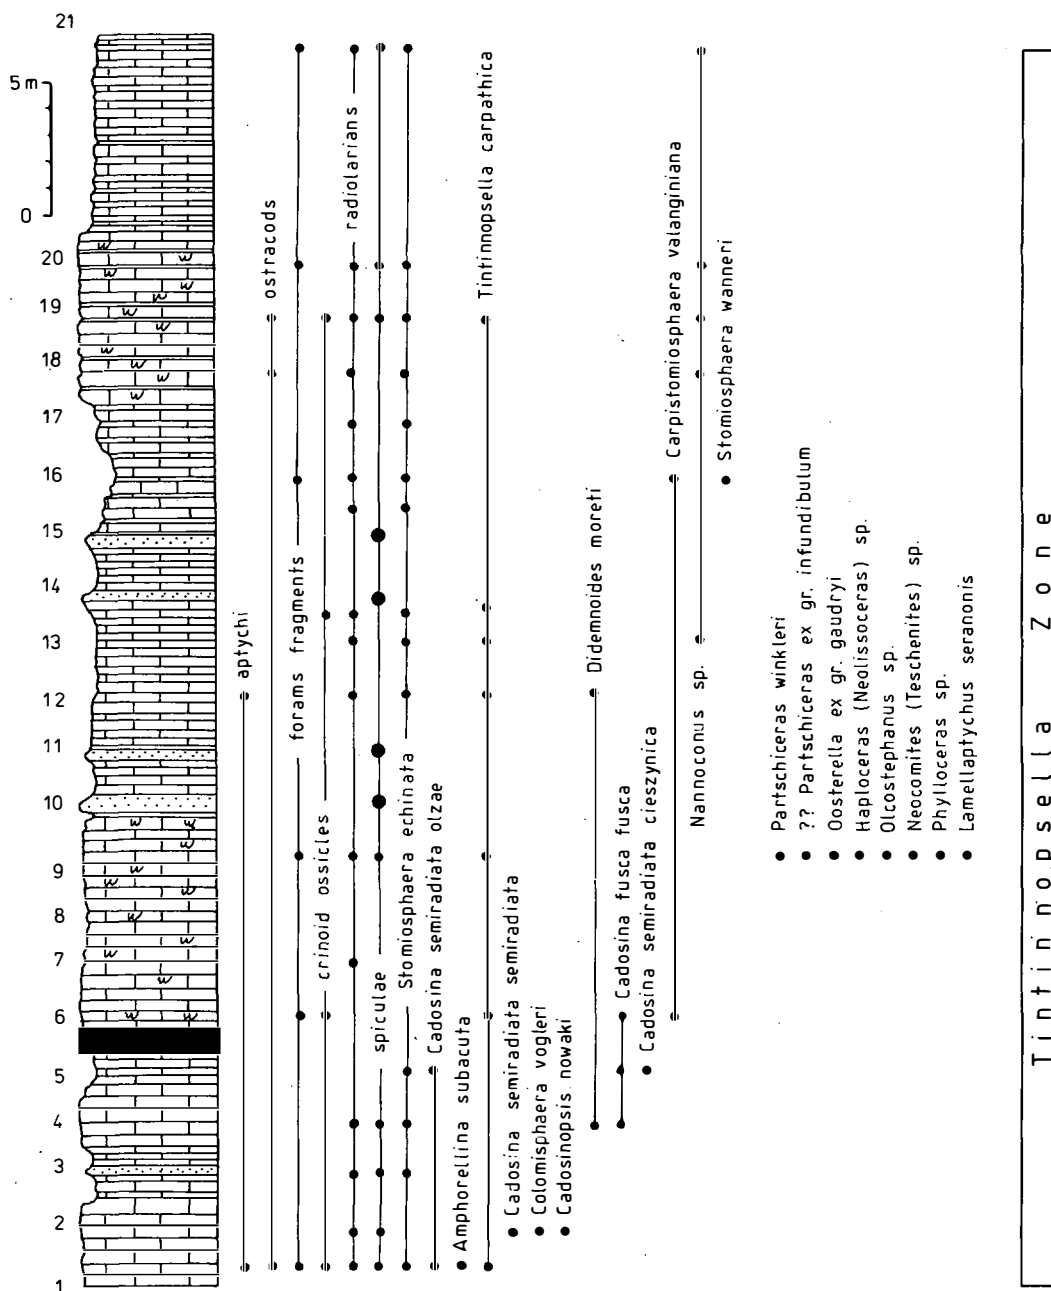 21
5 m
0
20
19
18
17
16
15
14
13
12
11
10
9
8
7
6
5
4
3
2
1
aptychi
ostracods
forams fragments
crinoid ossicles
radiolarians
spiculae
Stomiosphaera echinata
Cadosina semiradiata olzae
Amphorellina subacuta
Tintinnopsella carpathica
Cadosina semiradiata semiradiata
Colomisphaera vogleri
Cadosinopsis nowaki
Didemnoides moreti
Cadosina fusca fusca
Cadosina semiradiata cieszynica
Carpistomiosphaera valanginiana
Nannoconus sp.
Stomiosphaera wanneri
Partschiceras winkleri
?? Partschiceras ex gr. infundibulum
Oosterella ex gr. gaudryi
Haploceras (Neolissoceras) sp.
Olcostephanus sp.
Neocomites (Teschenites) sp.
Phylloceras sp.
Lamellaptychus seranonis
Tintinnopsella Zone